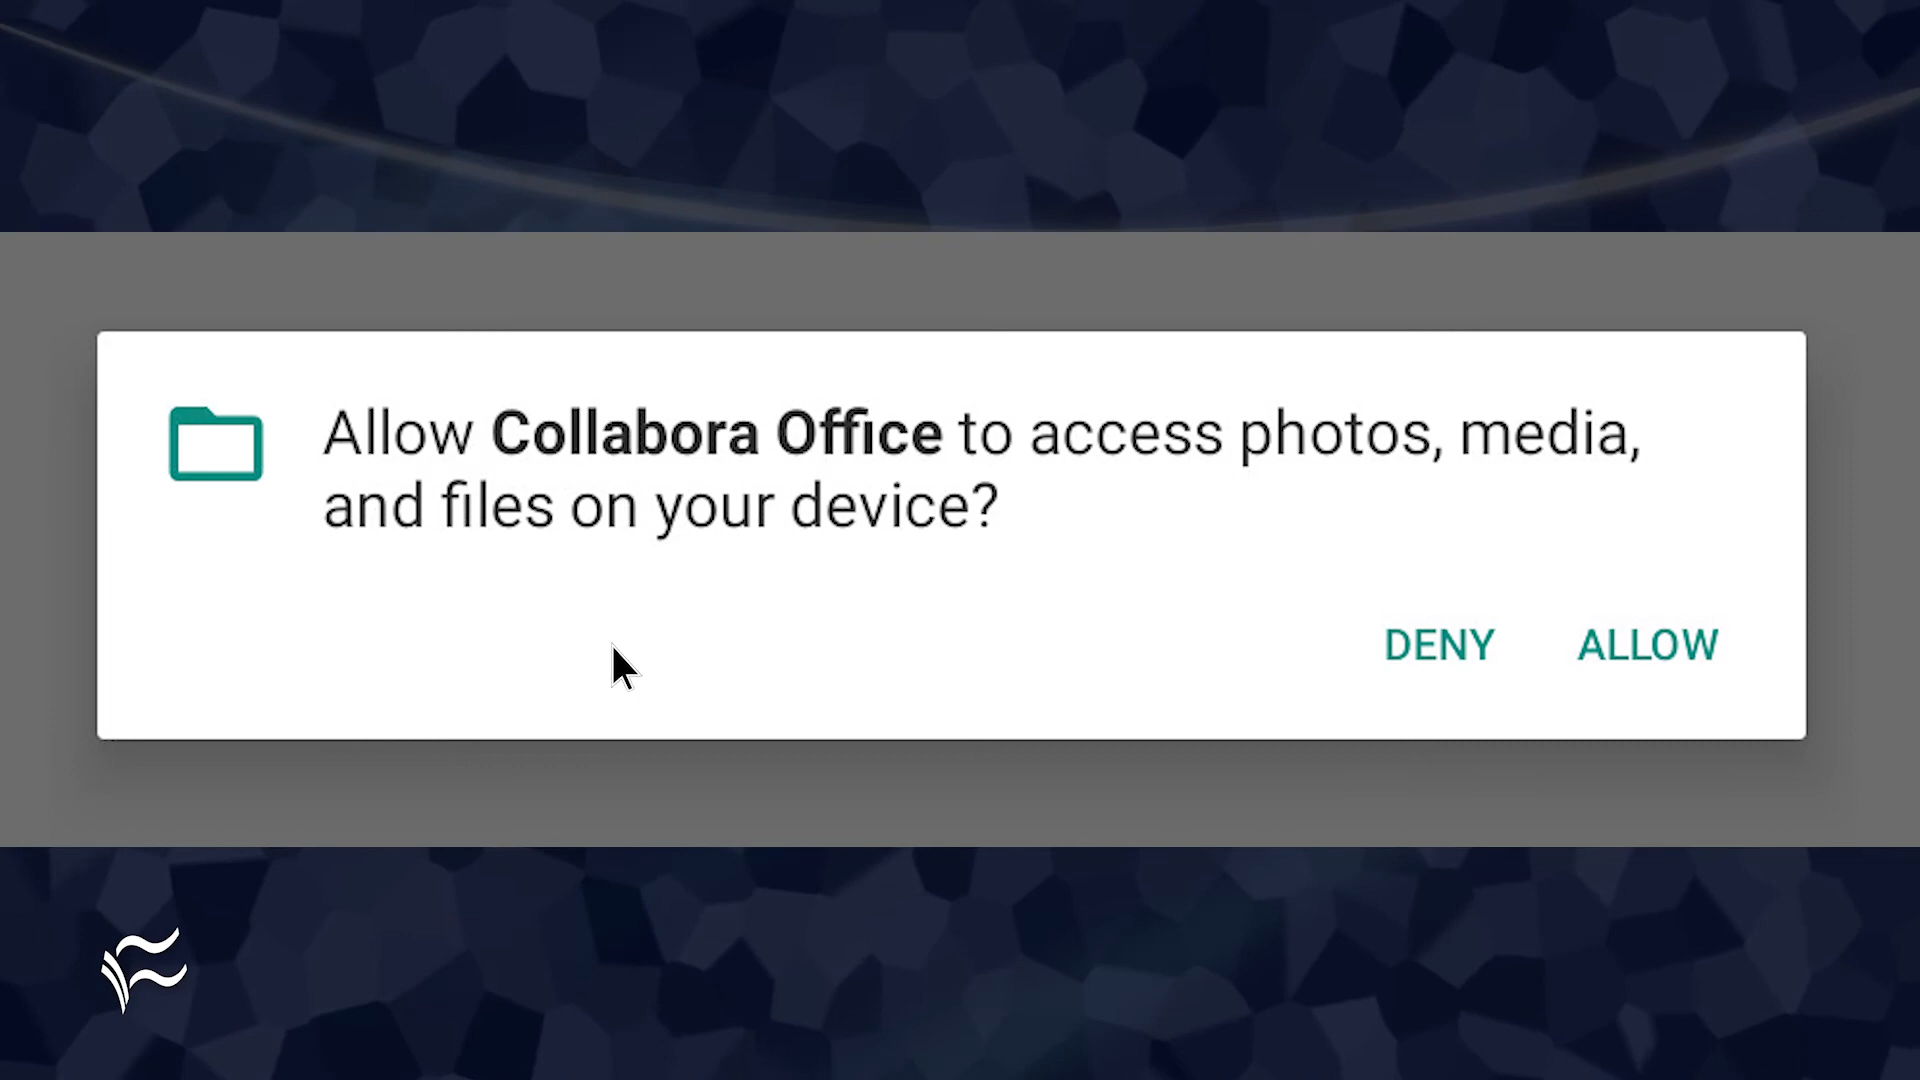 Allow Collabora Office to access photos, media,
and files on your device?
DENY ALLOW